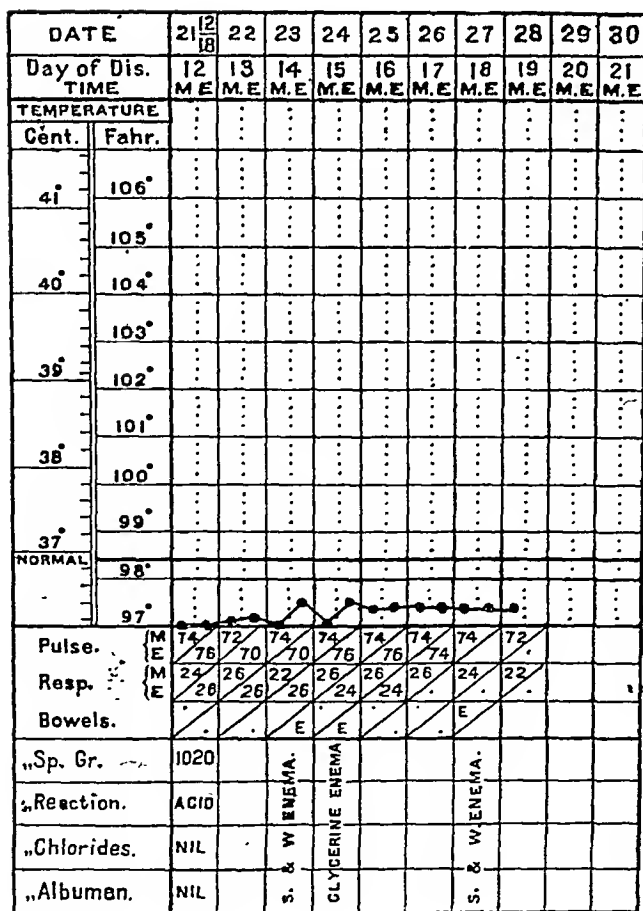 DATE 21 12/18 22 23 24 25 26 27 28 29 30
Day of Dis. 12 13 14 15 16 17 18 19 20 21
TIME M E M E M.E M.E M.E M.E M.E M.E M.E M.E
TEMPERATURE
Cent. Fahr.
106°
41°
105°
40° 104°
103°
39°
102°
101°
38°
100°
37° 99°
NORMAL
98°
97°
Pulse. M 74 72 74 74 74 74 74 72
E 76 70 70 76 76 74
Resp. M 24 26 22 26 26 26 24 22
E 26 26 26 24 24
Bowels. E E E
„Sp. Gr. 1020
„Reaction. ACID
„Chlorides. NIL
„Albumen. NIL
S. & W ENEMA.
GLYCERINE ENEMA
S. & W. ENEMA.